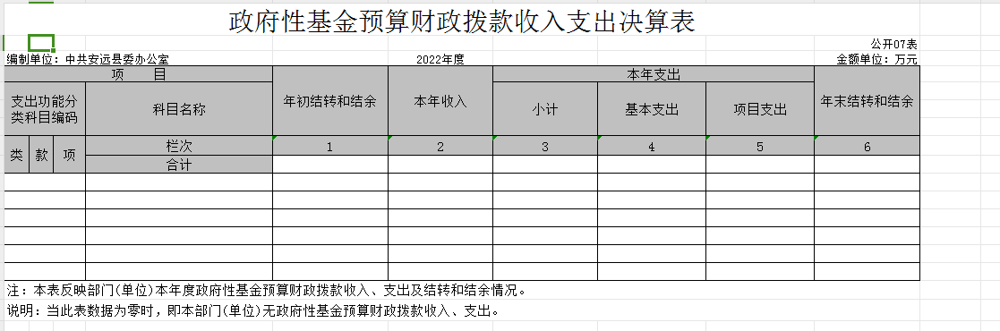 政府性基金预算财政拨款收入支出决算表
公开07表
编制单位：中共安远县委办公室 2022年度 金额单位：万元
项 目 年初结转和结余 本年收入 本年支出 年末结转和结余
支出功能分类科目编码 科目名称 小计 基本支出 项目支出
类 款 项 栏次 1 2 3 4 5 6
合计
注：本表反映部门(单位)本年度政府性基金预算财政拨款收入、支出及结转和结余情况。
说明：当此表数据为零时，即本部门(单位)无政府性基金预算财政拨款收入、支出。